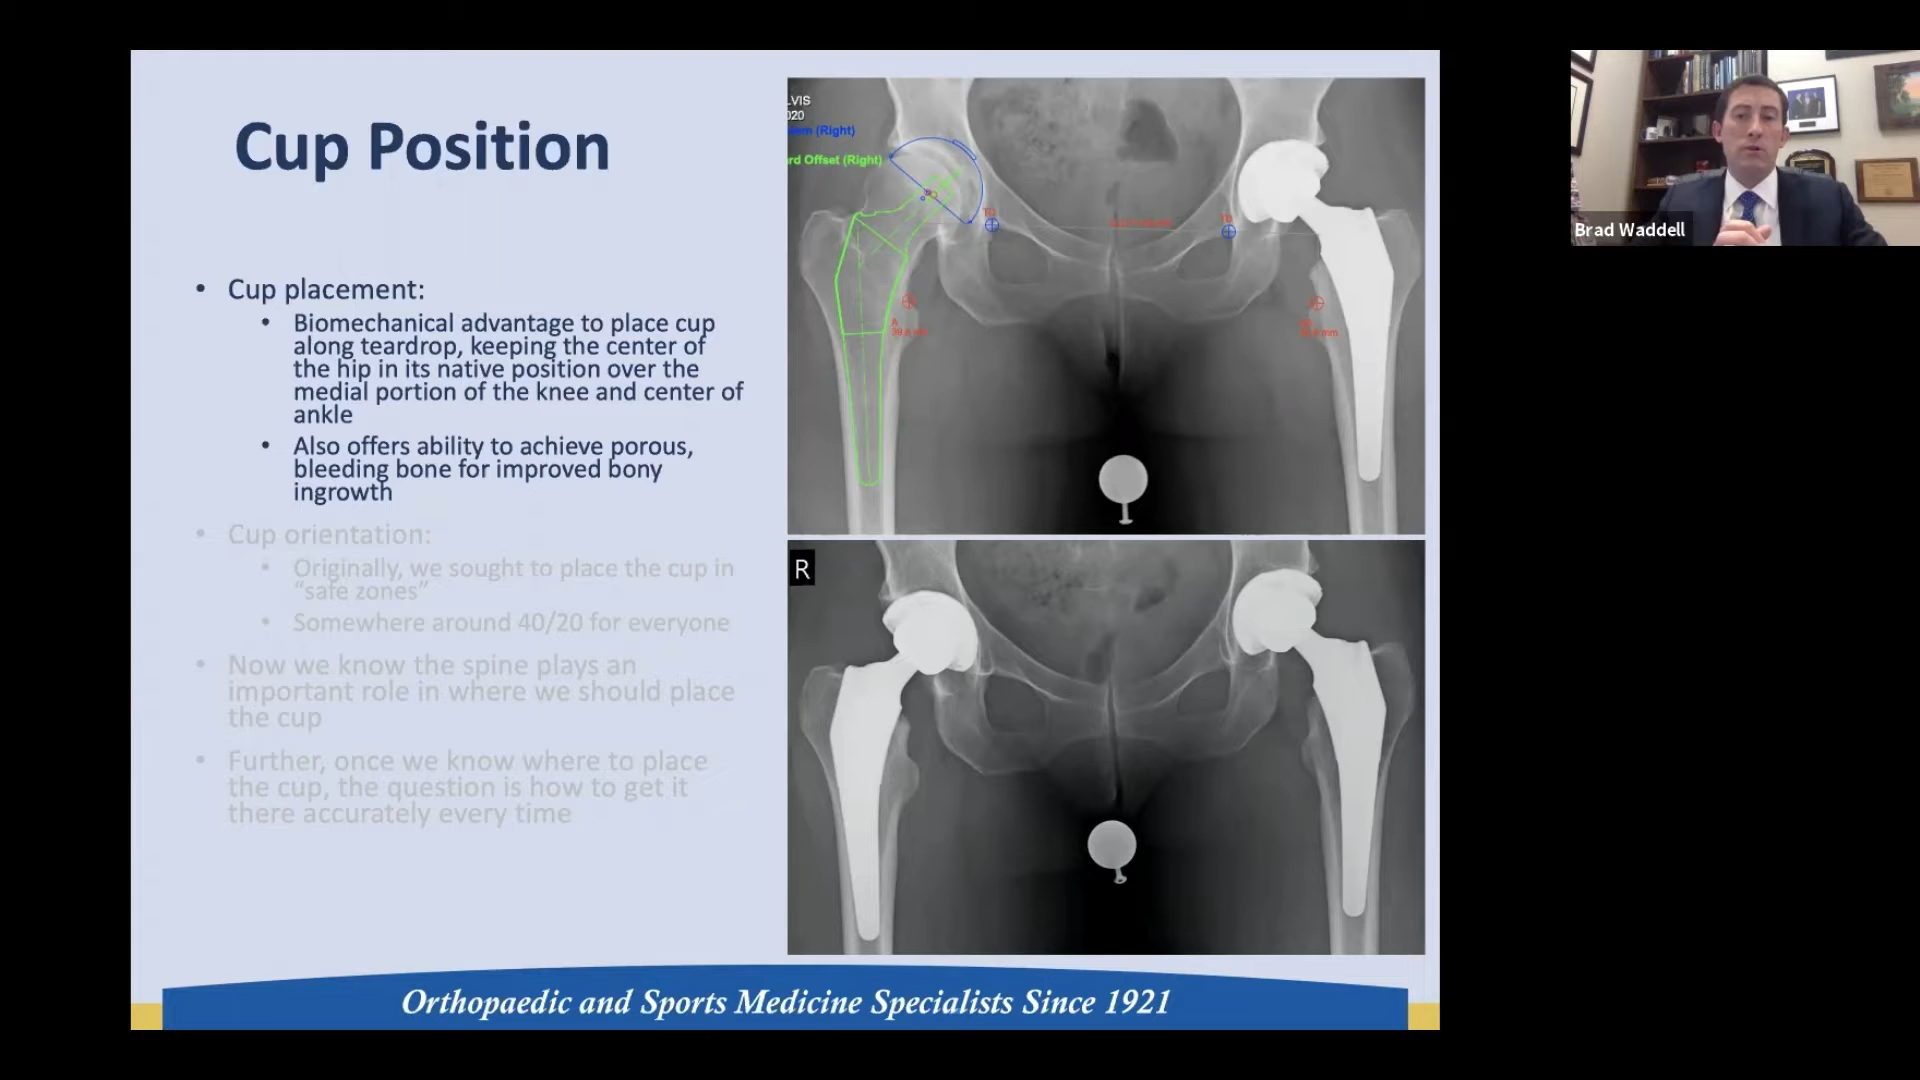 Cup Position
• Cup placement:
• Biomechanical advantage to place cup
along teardrop, keeping the center of
the hip in its native position over the
medial portion of the knee and center of
ankle
• Also offers ability to achieve porous,
bleeding bone for improved bony
ingrowth
• Cup orientation:
• Originally, we sought to place the cup in
“safe zones”
• Somewhere around 40/20 for everyone
• Now we know the spine plays an
important role in where we should place
the cup
• Further, once we know where to place
the cup, the question is how to get it
there accurately every time
LVIS
020
(Right)
rd Offset (Right)
TD
TD
A
R
Orthopaedic and Sports Medicine Specialists Since 1921
Brad Waddell